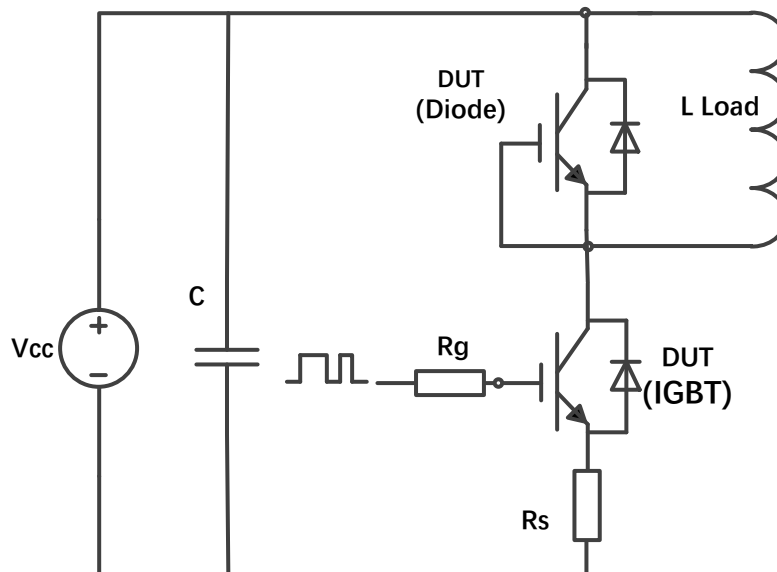 DUT
(Diode)
L Load
C
Vcc
Rg
DUT
(IGBT)
Rs